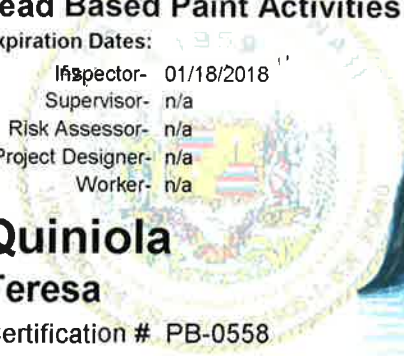 ead Based Paint Activities
xpiration Dates:
Inspector- 01/18/2018
Supervisor- n/a
Risk Assessor- n/a
Project Designer- n/a
Worker- n/a
Quiniola
Teresa
Certification # PB-0558